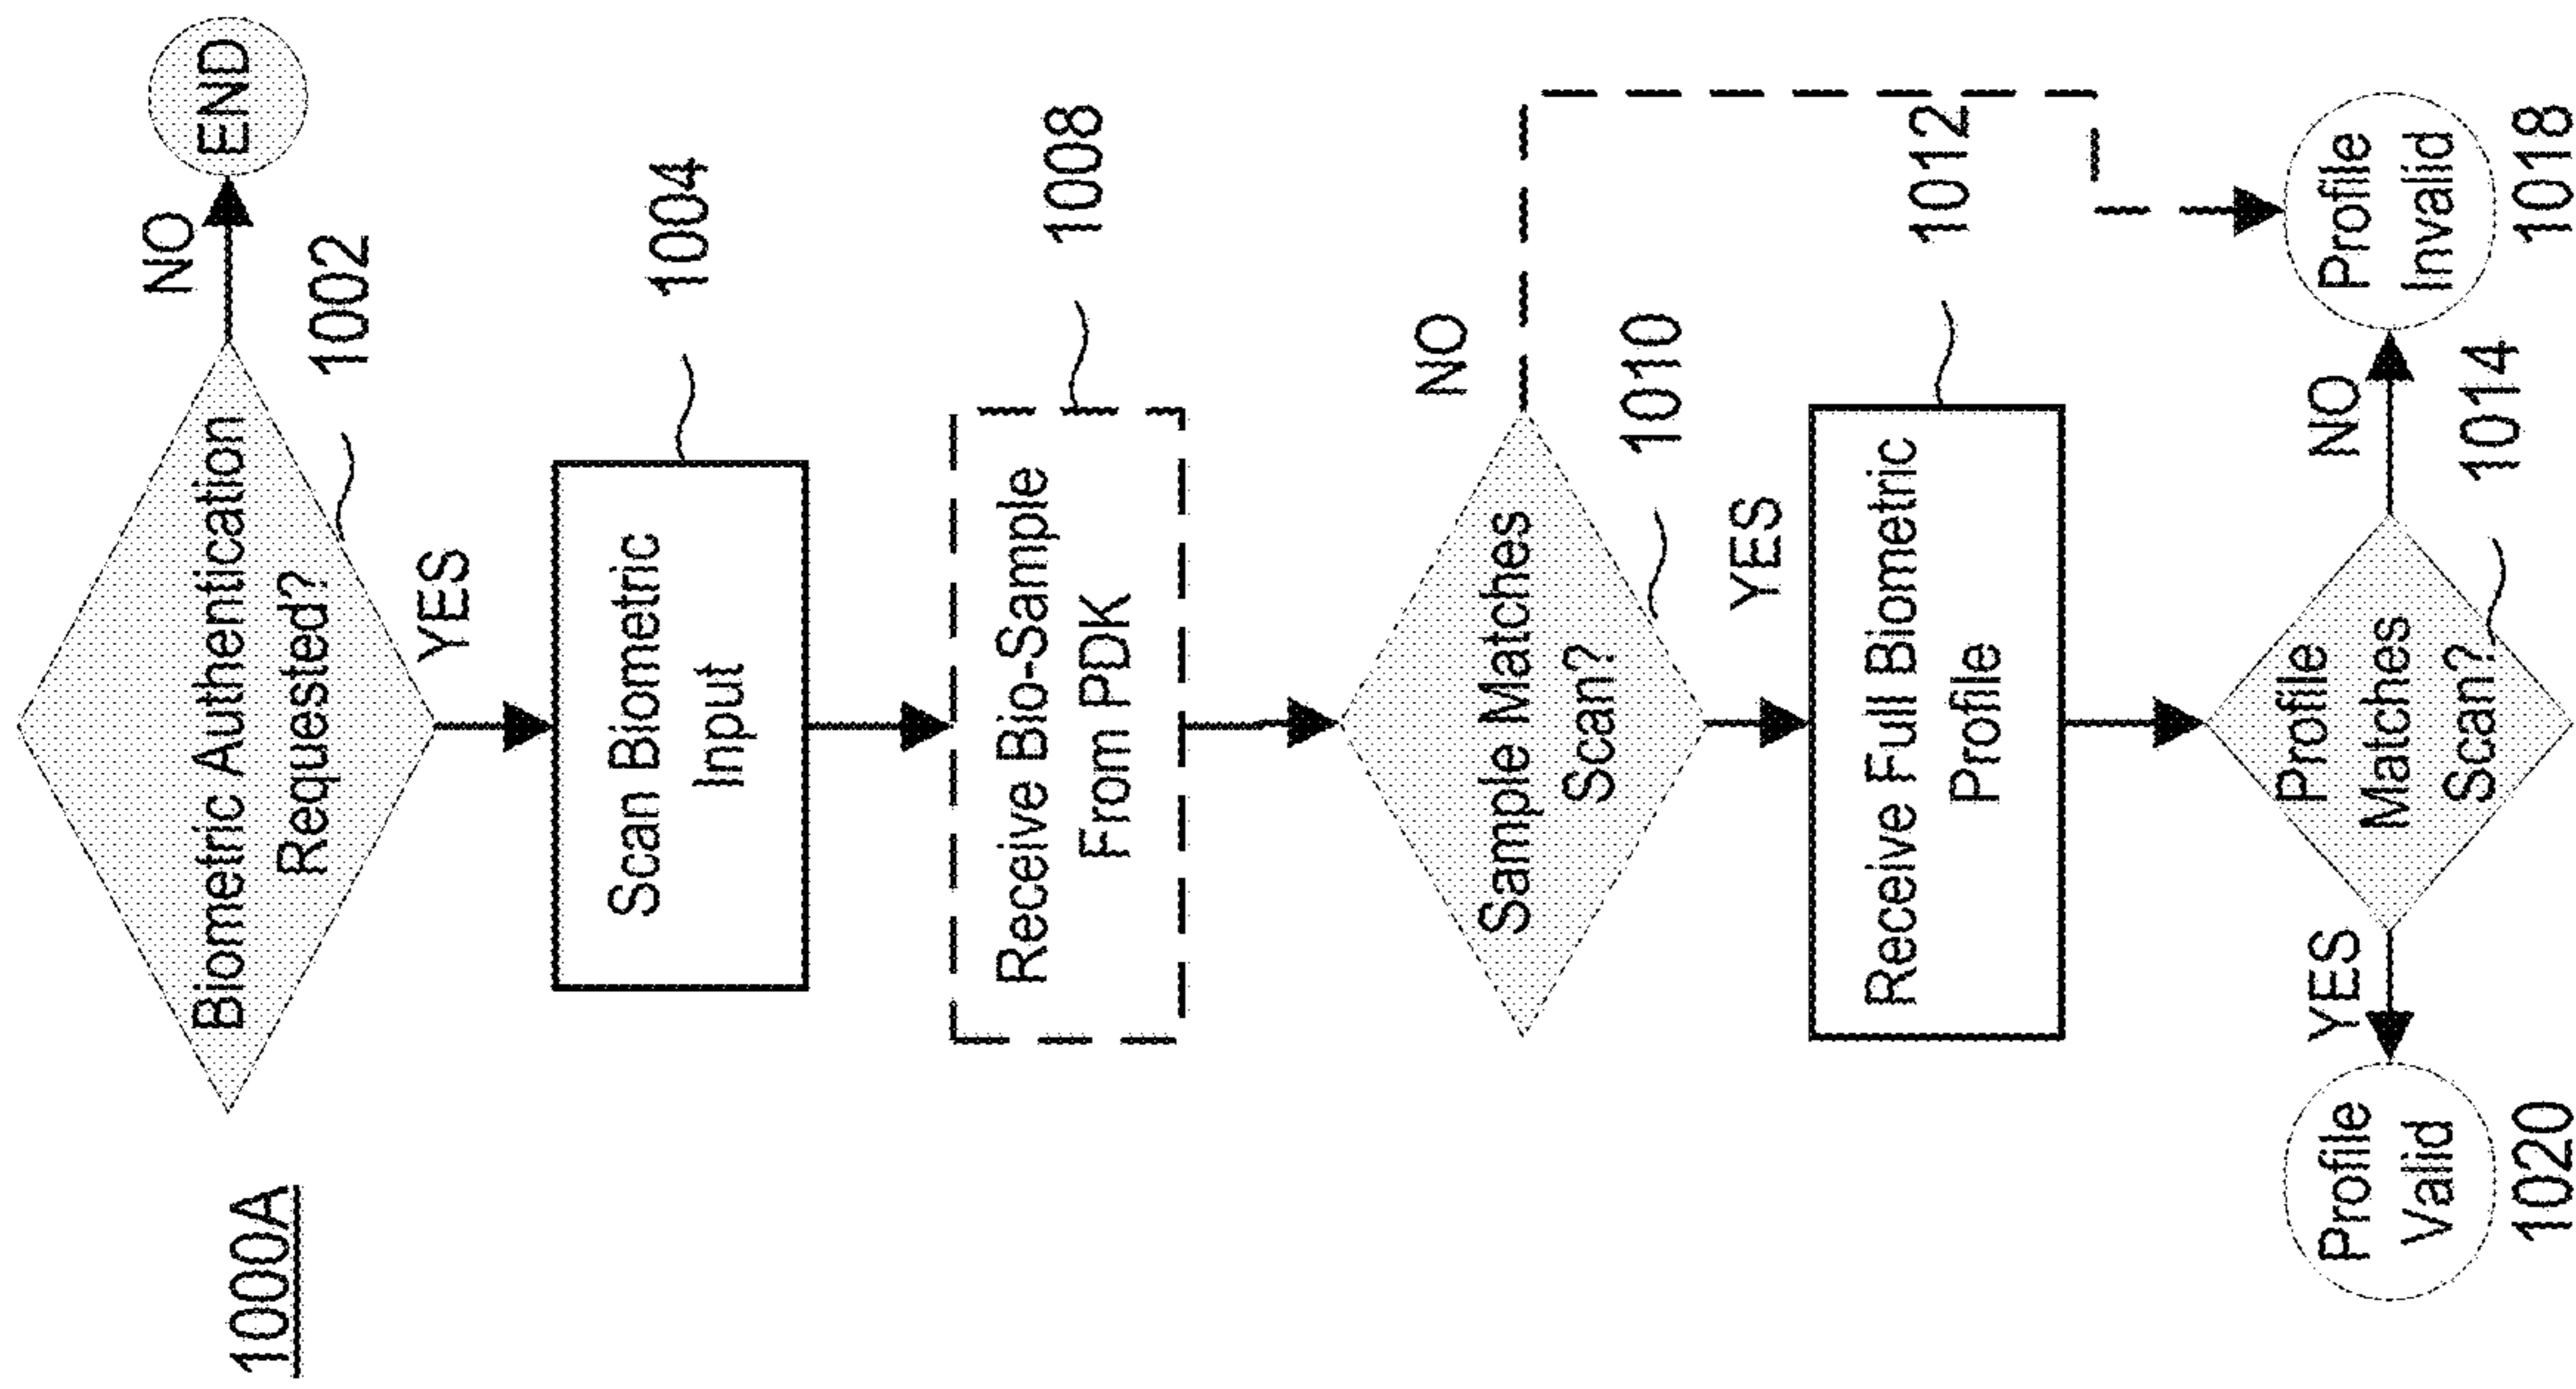 1000A
Biometric Authentication
Requested?
1002
NO
END
YES
Scan Biometric
Input
1004
Receive Bio-Sample
From PDK
1008
Sample Matches
Scan?
1010
NO
YES
Receive Full Biometric
Profile
1012
Profile
Matches
Scan?
1014
NO
Profile
Invalid
1018
YES
Profile
Valid
1020